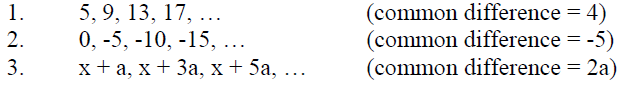 1. 5, 9, 13, 17, … (common difference = 4)
2. 0, -5, -10, -15, … (common difference = -5)
3. x + a, x + 3a, x + 5a, … (common difference = 2a)